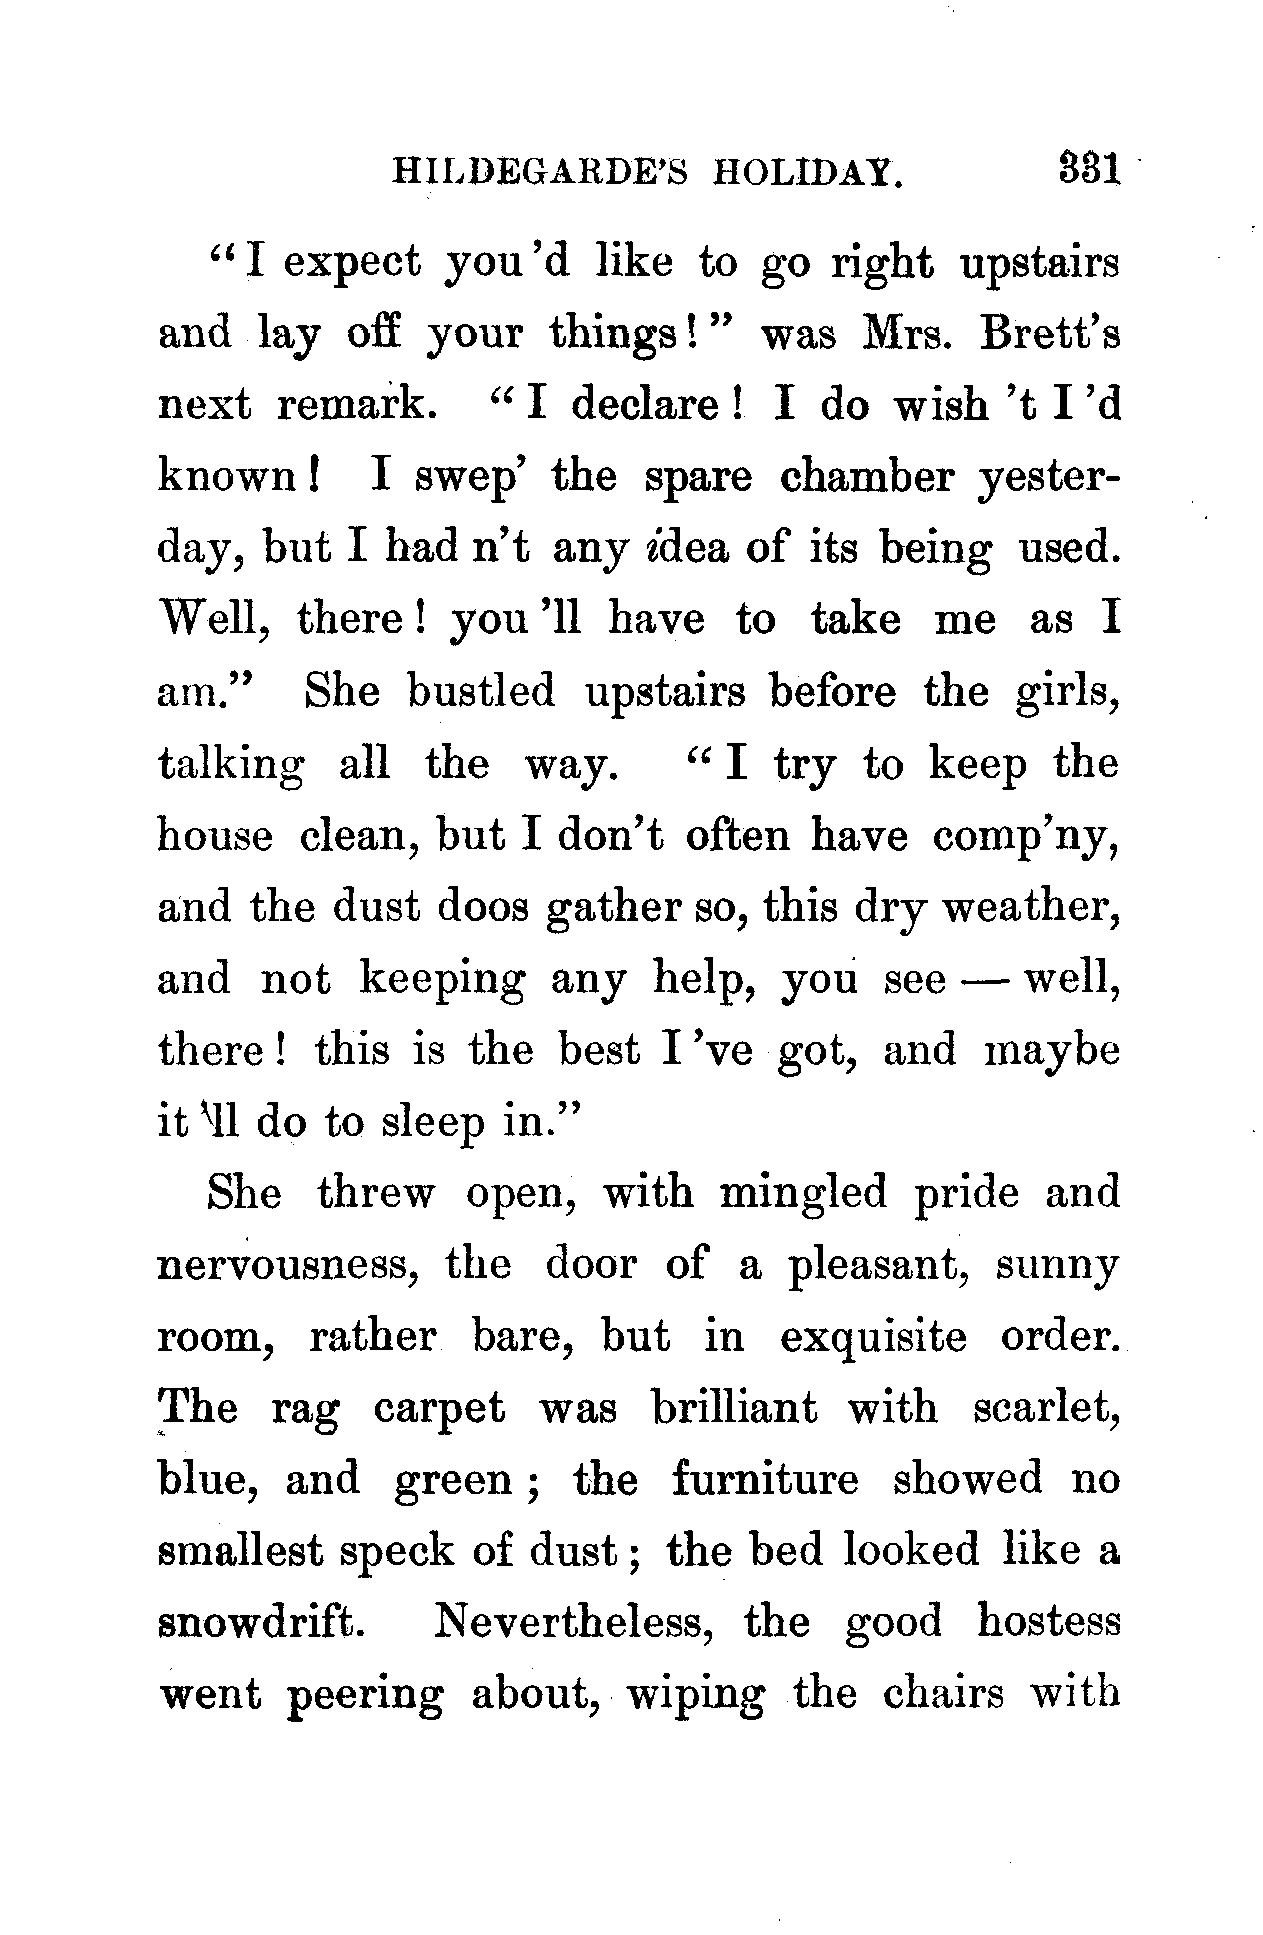 HILDEGARDE'S HOLIDAY. 331
“I expect you 'd like to go right upstairs
and lay off your things!” was Mrs. Brett's
next remark. “I declare! I do wish 't I 'd
known! I swep' the spare chamber yester-
day, but I had n't any idea of its being used.
Well, there! you 'll have to take me as I
am.” She bustled upstairs before the girls,
talking all the way. “I try to keep the
house clean, but I don't often have comp'ny,
and the dust doos gather so, this dry weather,
and not keeping any help, you see — well,
there! this is the best I 've got, and maybe
it 'll do to sleep in.”
She threw open, with mingled pride and
nervousness, the door of a pleasant, sunny
room, rather bare, but in exquisite order.
The rag carpet was brilliant with scarlet,
blue, and green; the furniture showed no
smallest speck of dust; the bed looked like a
snowdrift. Nevertheless, the good hostess
went peering about, wiping the chairs with